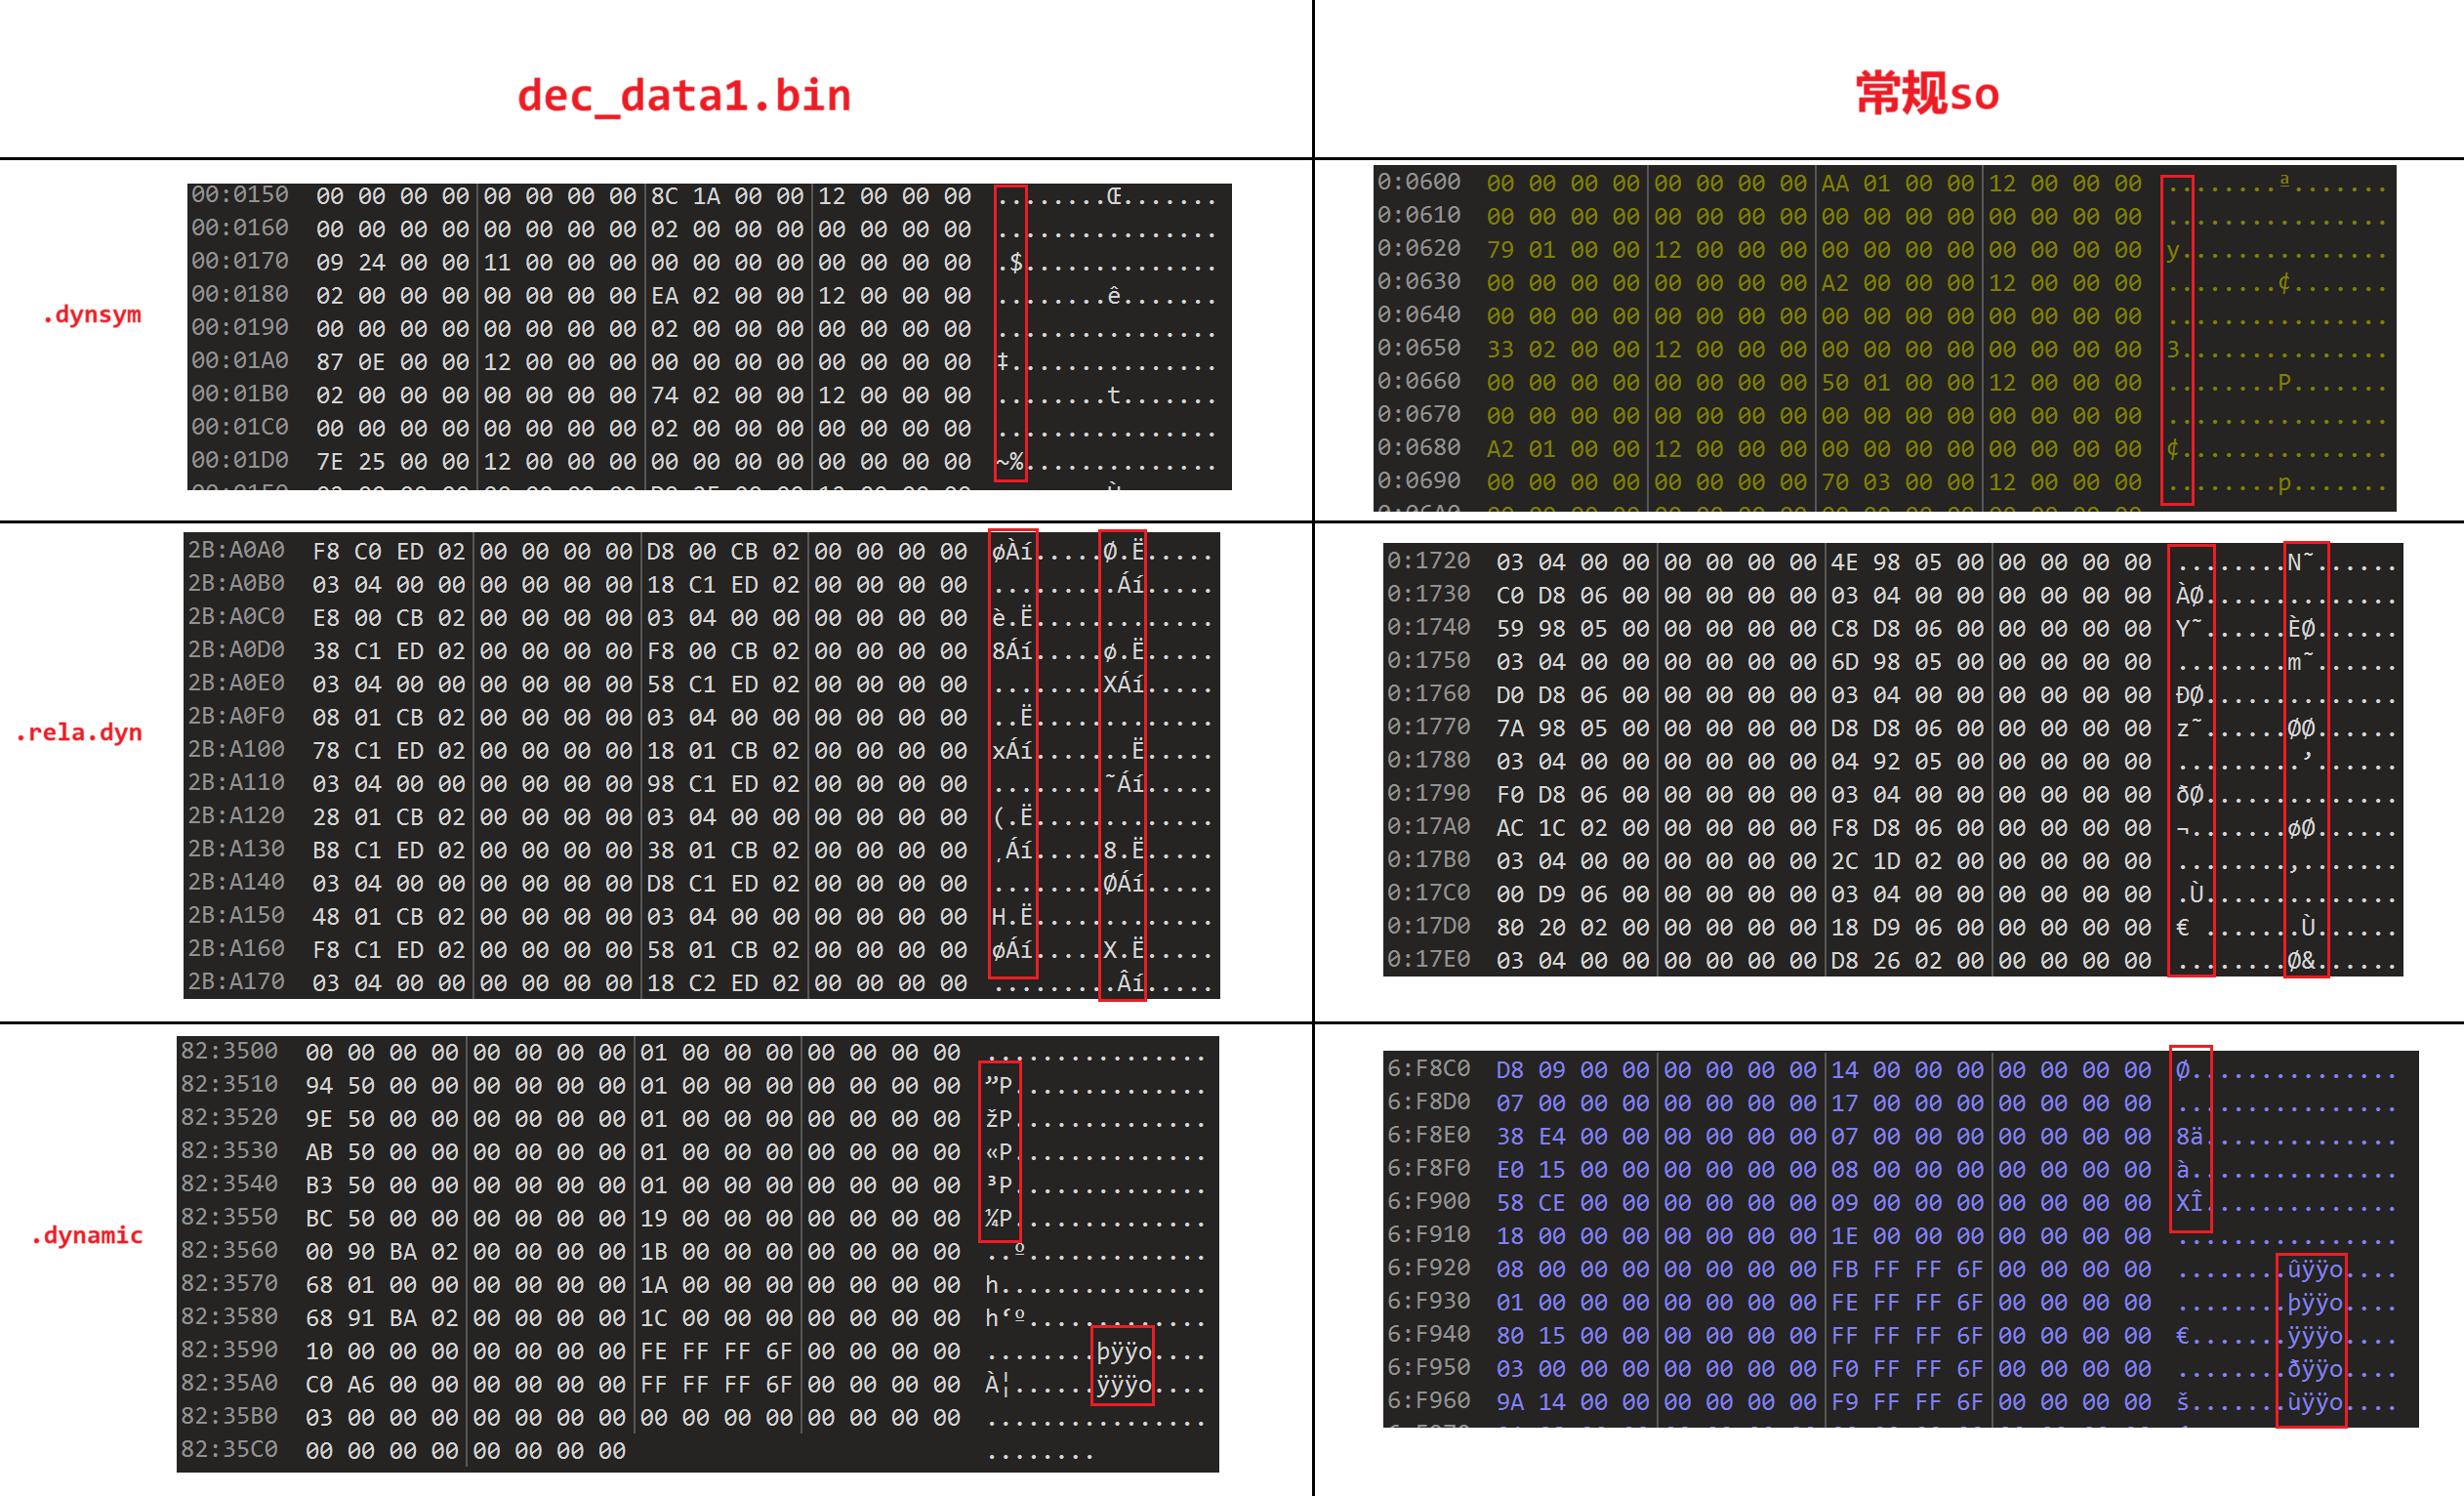 dec_data1.bin
常规so
.dynsym
00:0150 00 00 00 00 00 00 00 00 8C 1A 00 00 12 00 00 00 ........Œ.......
00:0160 00 00 00 00 00 00 00 00 02 00 00 00 00 00 00 00 ................
00:0170 09 24 00 00 11 00 00 00 00 00 00 00 00 00 00 00 .$..............
00:0180 02 00 00 00 00 00 00 00 EA 02 00 00 12 00 00 00 ........ê.......
00:0190 00 00 00 00 00 00 00 00 02 00 00 00 00 00 00 00 ................
00:01A0 87 0E 00 00 12 00 00 00 00 00 00 00 00 00 00 00 ‡...............
00:01B0 02 00 00 00 00 00 00 00 74 02 00 00 12 00 00 00 ........t.......
00:01C0 00 00 00 00 00 00 00 00 02 00 00 00 00 00 00 00 ................
00:01D0 7E 25 00 00 12 00 00 00 00 00 00 00 00 00 00 00 ~%..............
0:0600 00 00 00 00 00 00 00 00 AA 01 00 00 12 00 00 00 ........ª.......
0:0610 00 00 00 00 00 00 00 00 00 00 00 00 00 00 00 00 ................
0:0620 79 01 00 00 12 00 00 00 00 00 00 00 00 00 00 00 y...............
0:0630 00 00 00 00 00 00 00 00 A2 01 00 00 12 00 00 00 ........¢.......
0:0640 00 00 00 00 00 00 00 00 00 00 00 00 00 00 00 00 ................
0:0650 33 02 00 00 12 00 00 00 00 00 00 00 00 00 00 00 3...............
0:0660 00 00 00 00 00 00 00 00 50 01 00 00 12 00 00 00 ........P.......
0:0670 00 00 00 00 00 00 00 00 00 00 00 00 00 00 00 00 ................
0:0680 A2 01 00 00 12 00 00 00 00 00 00 00 00 00 00 00 ¢...............
0:0690 00 00 00 00 00 00 00 00 70 03 00 00 12 00 00 00 ........p.......
.rela.dyn
2B:A0A0 F8 C0 ED 02 00 00 00 00 D8 00 CB 02 00 00 00 00 øÀí.....Ø.Ë.....
2B:A0B0 03 04 00 00 00 00 00 00 18 C1 ED 02 00 00 00 00 .........Áí.....
2B:A0C0 E8 00 CB 02 00 00 00 00 03 04 00 00 00 00 00 00 è.Ë.............
2B:A0D0 38 C1 ED 02 00 00 00 00 F8 00 CB 02 00 00 00 00 8Áí.....ø.Ë.....
2B:A0E0 03 04 00 00 00 00 00 00 58 C1 ED 02 00 00 00 00 ........XÁí.....
2B:A0F0 08 01 CB 02 00 00 00 00 03 04 00 00 00 00 00 00 ..Ë.............
2B:A100 78 C1 ED 02 00 00 00 00 18 01 CB 02 00 00 00 00 xÁí.......Ë.....
2B:A110 03 04 00 00 00 00 00 00 98 C1 ED 02 00 00 00 00 ........˜Áí.....
2B:A120 28 01 CB 02 00 00 00 00 03 04 00 00 00 00 00 00 (.Ë.............
2B:A130 B8 C1 ED 02 00 00 00 00 38 01 CB 02 00 00 00 00 ¸Áí.....8.Ë.....
2B:A140 03 04 00 00 00 00 00 00 D8 C1 ED 02 00 00 00 00 ........ØÁí.....
2B:A150 48 01 CB 02 00 00 00 00 03 04 00 00 00 00 00 00 H.Ë.............
2B:A160 F8 C1 ED 02 00 00 00 00 58 01 CB 02 00 00 00 00 øÁí.....X.Ë.....
2B:A170 03 04 00 00 00 00 00 00 18 C2 ED 02 00 00 00 00 .........Âí.....
0:1720 03 04 00 00 00 00 00 00 4E 98 05 00 00 00 00 00 ........N˜......
0:1730 C0 D8 06 00 00 00 00 00 03 04 00 00 00 00 00 00 ÀØ..............
0:1740 59 98 05 00 00 00 00 00 C8 D8 06 00 00 00 00 00 Y˜......ÈØ......
0:1750 03 04 00 00 00 00 00 00 6D 98 05 00 00 00 00 00 ........m˜......
0:1760 D0 D8 06 00 00 00 00 00 03 04 00 00 00 00 00 00 ÐØ..............
0:1770 7A 98 05 00 00 00 00 00 D8 D8 06 00 00 00 00 00 z˜......ØØ......
0:1780 03 04 00 00 00 00 00 00 04 92 05 00 00 00 00 00 .........’......
0:1790 F0 D8 06 00 00 00 00 00 03 04 00 00 00 00 00 00 ðØ..............
0:17A0 AC 1C 02 00 00 00 00 00 F8 D8 06 00 00 00 00 00 ¬.......øØ......
0:17B0 03 04 00 00 00 00 00 00 2C 1D 02 00 00 00 00 00 ........,.......
0:17C0 00 D9 06 00 00 00 00 00 03 04 00 00 00 00 00 00 .Ù..............
0:17D0 80 20 02 00 00 00 00 00 18 D9 06 00 00 00 00 00 € .......Ù......
0:17E0 03 04 00 00 00 00 00 00 D8 26 02 00 00 00 00 00 ........Ø&......
.dynamic
82:3500 00 00 00 00 00 00 00 00 01 00 00 00 00 00 00 00 ................
82:3510 94 50 00 00 00 00 00 00 01 00 00 00 00 00 00 00 ”P..............
82:3520 9E 50 00 00 00 00 00 00 01 00 00 00 00 00 00 00 žP..............
82:3530 AB 50 00 00 00 00 00 00 01 00 00 00 00 00 00 00 «P..............
82:3540 B3 50 00 00 00 00 00 00 01 00 00 00 00 00 00 00 ³P..............
82:3550 BC 50 00 00 00 00 00 00 19 00 00 00 00 00 00 00 ¼P..............
82:3560 00 90 BA 02 00 00 00 00 1B 00 00 00 00 00 00 00 ..º.............
82:3570 68 01 00 00 00 00 00 00 1A 00 00 00 00 00 00 00 h...............
82:3580 68 91 BA 02 00 00 00 00 1C 00 00 00 00 00 00 00 h‘º.............
82:3590 10 00 00 00 00 00 00 00 FE FF FF 6F 00 00 00 00 ........þÿÿo....
82:35A0 C0 A6 00 00 00 00 00 00 FF FF FF 6F 00 00 00 00 À¦......ÿÿÿo....
82:35B0 03 00 00 00 00 00 00 00 00 00 00 00 00 00 00 00 ................
82:35C0 00 00 00 00 00 00 00 00 ........
6:F8C0 D8 09 00 00 00 00 00 00 14 00 00 00 00 00 00 00 Ø...............
6:F8D0 07 00 00 00 00 00 00 00 17 00 00 00 00 00 00 00 ................
6:F8E0 38 E4 00 00 00 00 00 00 07 00 00 00 00 00 00 00 8ä..............
6:F8F0 E0 15 00 00 00 00 00 00 08 00 00 00 00 00 00 00 à...............
6:F900 58 CE 00 00 00 00 00 00 09 00 00 00 00 00 00 00 XÎ..............
6:F910 18 00 00 00 00 00 00 00 1E 00 00 00 00 00 00 00 ................
6:F920 08 00 00 00 00 00 00 00 FB FF FF 6F 00 00 00 00 ........ûÿÿo....
6:F930 01 00 00 00 00 00 00 00 FE FF FF 6F 00 00 00 00 ........þÿÿo....
6:F940 80 15 00 00 00 00 00 00 FF FF FF 6F 00 00 00 00 €.......ÿÿÿo....
6:F950 03 00 00 00 00 00 00 00 F0 FF FF 6F 00 00 00 00 ........ðÿÿo....
6:F960 9A 14 00 00 00 00 00 00 F9 FF FF 6F 00 00 00 00 š.......ùÿÿo....